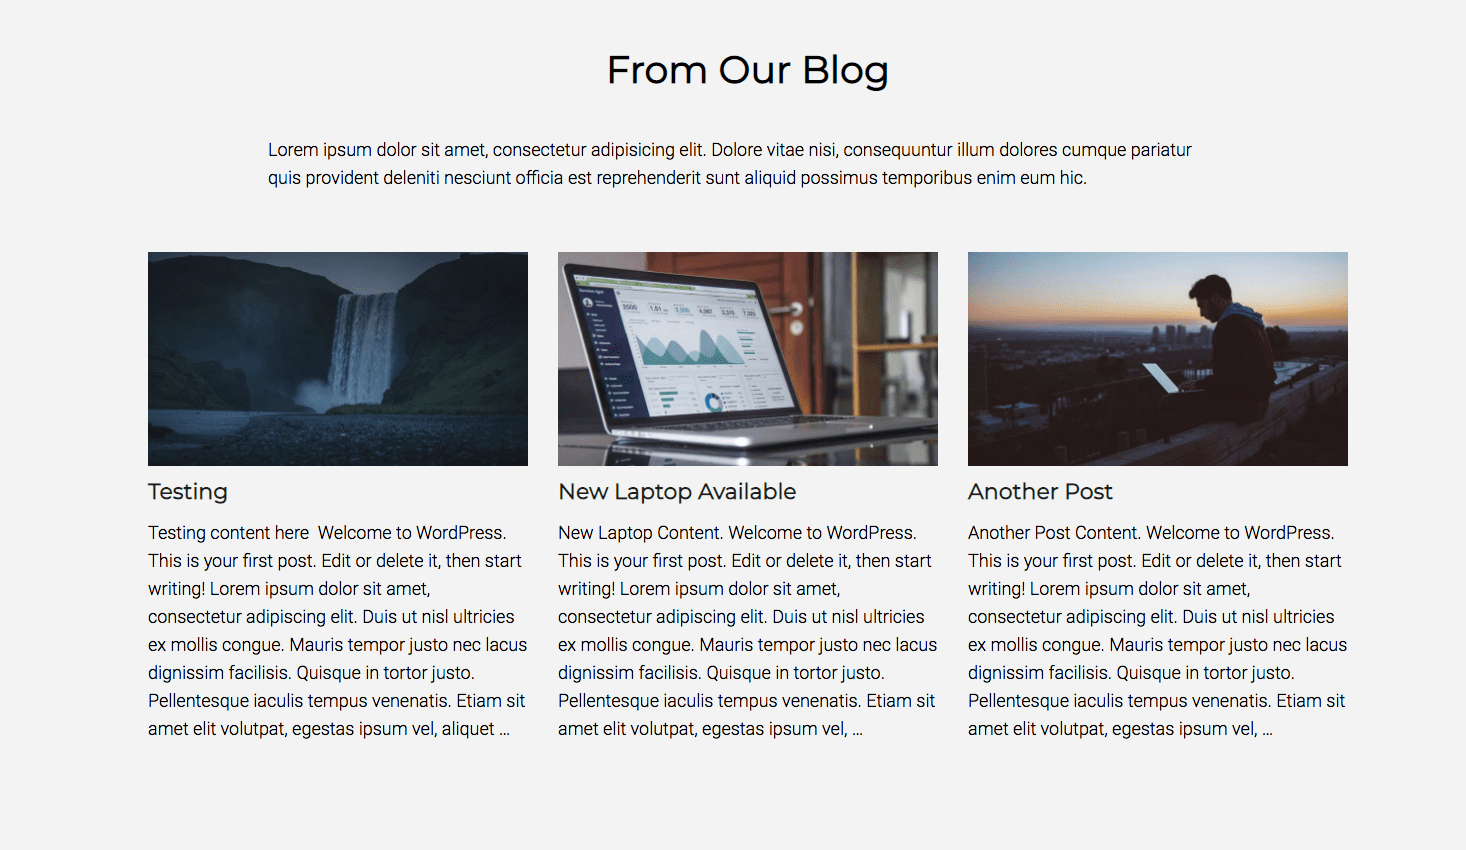 From Our Blog
Lorem ipsum dolor sit amet, consectetur adipisicing elit. Dolore vitae nisi, consequuntur illum dolores cumque pariatur
quis provident deleniti nesciunt officia est reprehenderit sunt aliquid possimus temporibus enim eum hic.
Testing
Testing content here  Welcome to WordPress.
This is your first post. Edit or delete it, then start
writing! Lorem ipsum dolor sit amet,
consectetur adipiscing elit. Duis ut nisl ultricies
ex mollis congue. Mauris tempor justo nec lacus
dignissim facilisis. Quisque in tortor justo.
Pellentesque iaculis tempus venenatis. Etiam sit
amet elit volutpat, egestas ipsum vel, aliquet ...
New Laptop Available
New Laptop Content. Welcome to WordPress.
This is your first post. Edit or delete it, then start
writing! Lorem ipsum dolor sit amet,
consectetur adipiscing elit. Duis ut nisl ultricies
ex mollis congue. Mauris tempor justo nec lacus
dignissim facilisis. Quisque in tortor justo.
Pellentesque iaculis tempus venenatis. Etiam sit
amet elit volutpat, egestas ipsum vel, ...
Another Post
Another Post Content. Welcome to WordPress.
This is your first post. Edit or delete it, then start
writing! Lorem ipsum dolor sit amet,
consectetur adipiscing elit. Duis ut nisl ultricies
ex mollis congue. Mauris tempor justo nec lacus
dignissim facilisis. Quisque in tortor justo.
Pellentesque iaculis tempus venenatis. Etiam sit
amet elit volutpat, egestas ipsum vel, ...